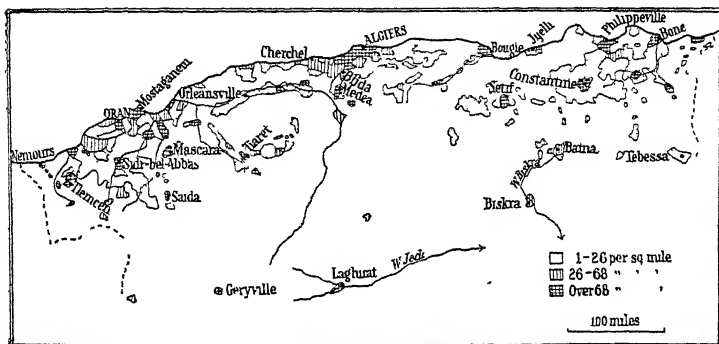 Philippeville
Jijelli
Bone
ALGIERS
Bougie
Cherchel
Mostaganem
Blida
Medea
Constantine
Orleansville
Setif
ORAN
Mascara
Tiaret
Nemours
Sidi-bel-Abbas
Batna
Tebessa
W. Biskra
Tlemcen
Saida
Biskra
1-26 per sq mile
26-68 " " "
Over 68 " "
W. Jedi
Laghuat
Geryville
100 miles